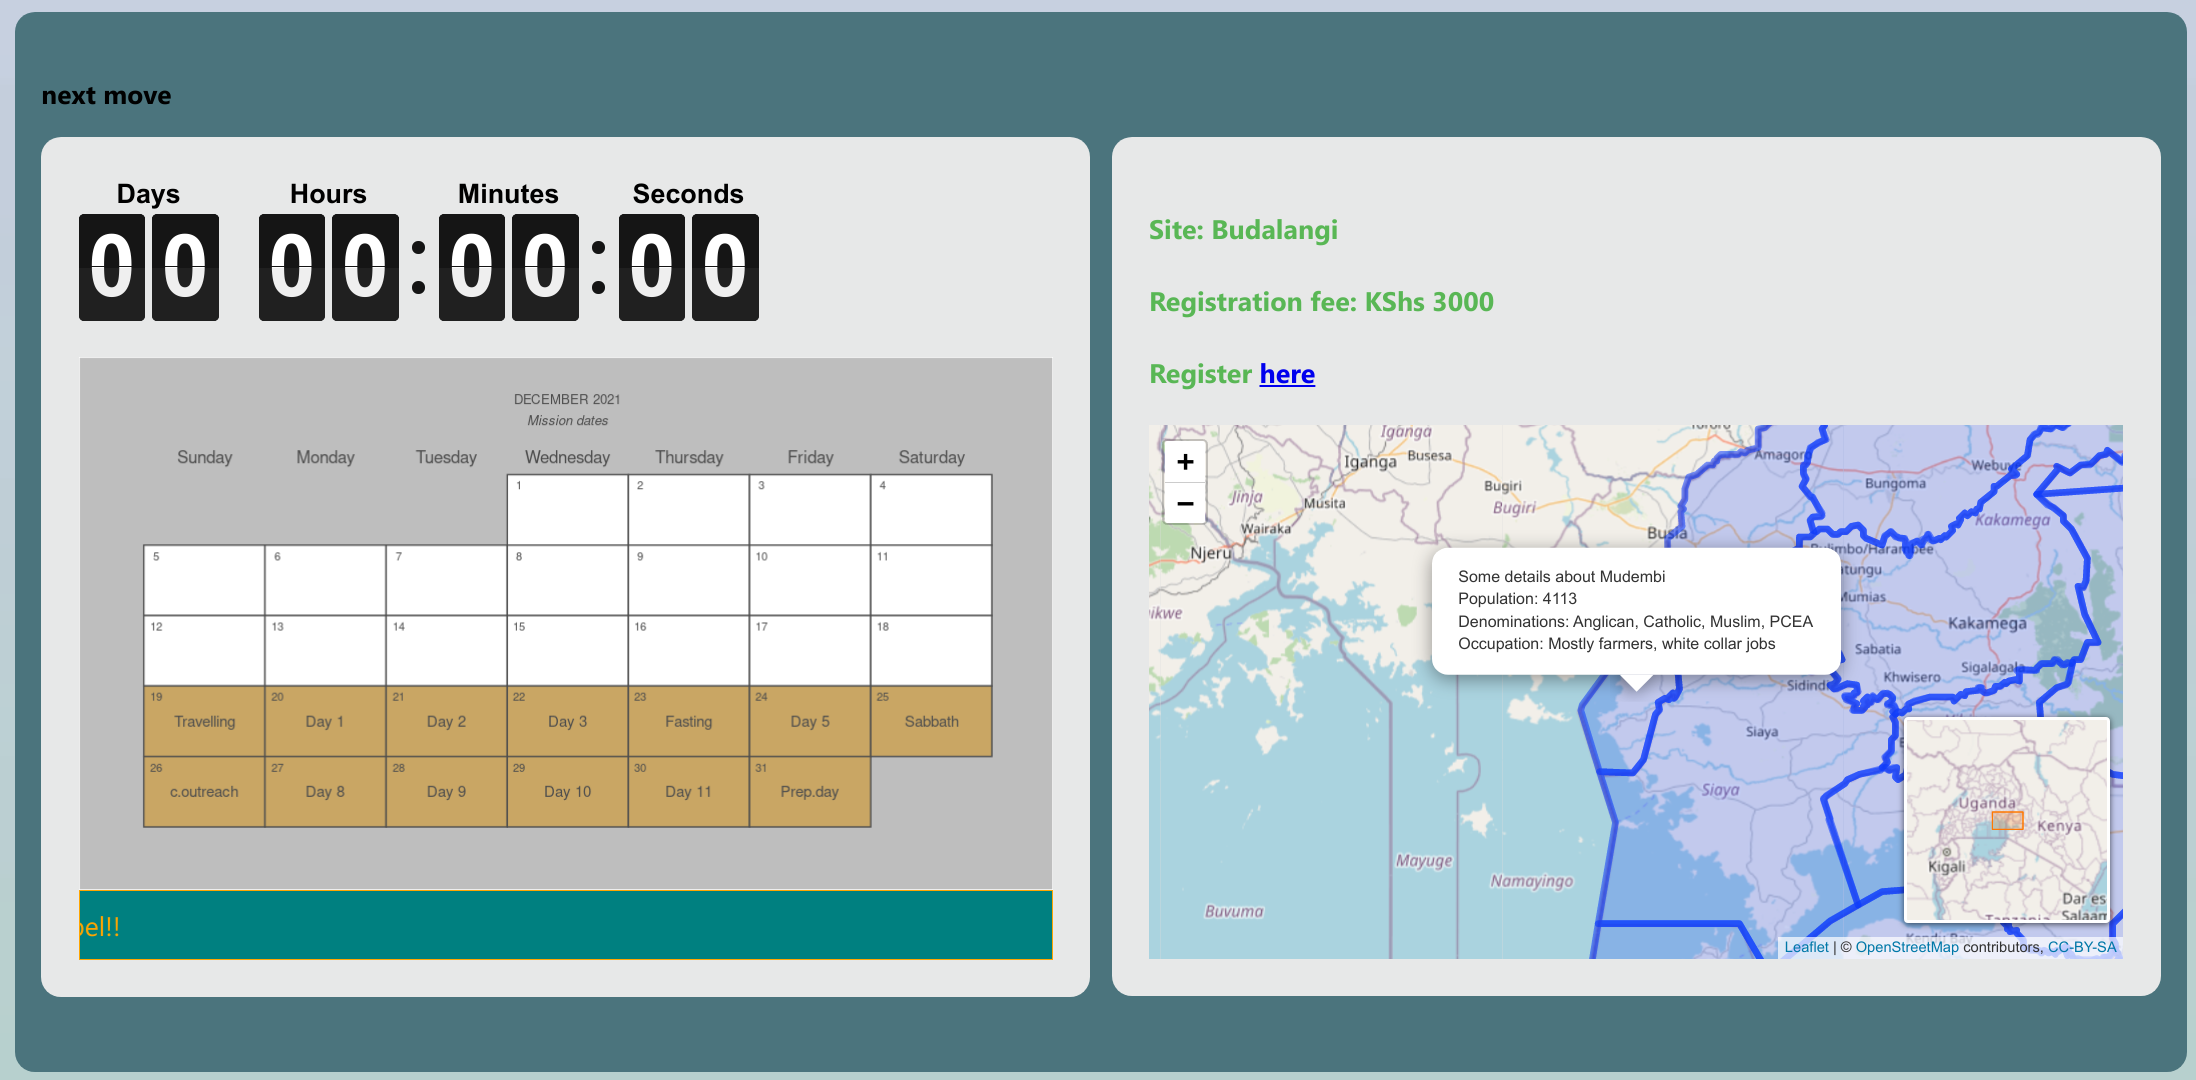 next move
Days Hours Minutes Seconds
00 00:00:00
DECEMBER 2021
Mission dates
Sunday Monday Tuesday Wednesday Thursday Friday Saturday
1 2 3 4
5 6 7 8 9 10 11
12 13 14 15 16 17 18
19 20 21 22 23 24 25
Travelling Day 1 Day 2 Day 3 Fasting Day 5 Sabbath
26 27 28 29 30 31
c.outreach Day 8 Day 9 Day 10 Day 11 Prep.day
el!!
Site: Budalangi
Registration fee: KShs 3000
Register here
+
−
Iganga
Iganga
Busesa
Amagoro
Webuye
Jinja
Musita
Bugiri
Bugiri
Bungoma
Wairaka
Njeru
Busia
Kakamega
Some details about Mudembi
Population: 4113
Denominations: Anglican, Catholic, Muslim, PCEA
Occupation: Mostly farmers, white collar jobs
imbo/Harambee
tungu
Mumias
ikwe
Kakamega
Sabatia
Sigalagala
Khwisero
Sidindi
Siaya
Siaya
Mayuge
Namayingo
Buvuma
Uganda
Kenya
Kigali
Dar es
Salaam
Tanzania
Kendu Bay
Leaflet | © OpenStreetMap contributors, CC-BY-SA